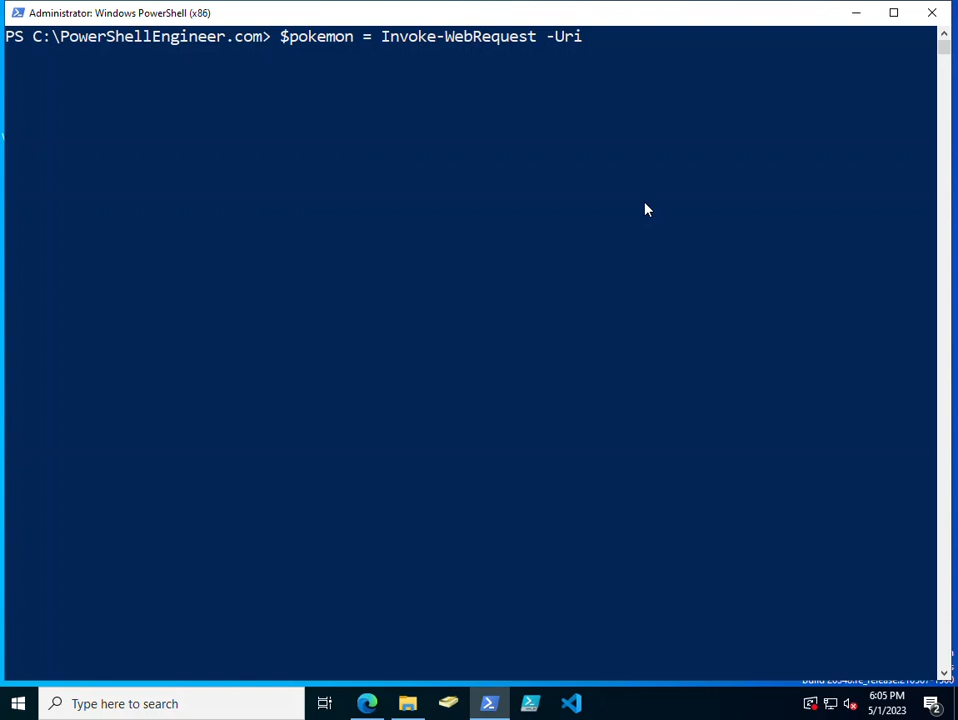 Administrator: Windows PowerShell (x86)
PS C:\PowerShellEngineer.com> $pokemon = Invoke-WebRequest -Uri
Type here to search
6:05 PM
5/1/2023
2